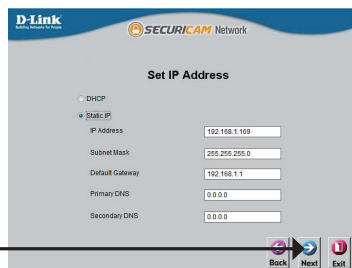 D-Link
Building Networks for People
SECURICAM Network
Set IP Address
DHCP
Static IP
IP Address 192.168.1.169
Subnet Mask 255.255.255.0
Default Gateway 192.168.1.1
Primary DNS 0.0.0.0
Secondary DNS 0.0.0.0
Back Next Exit